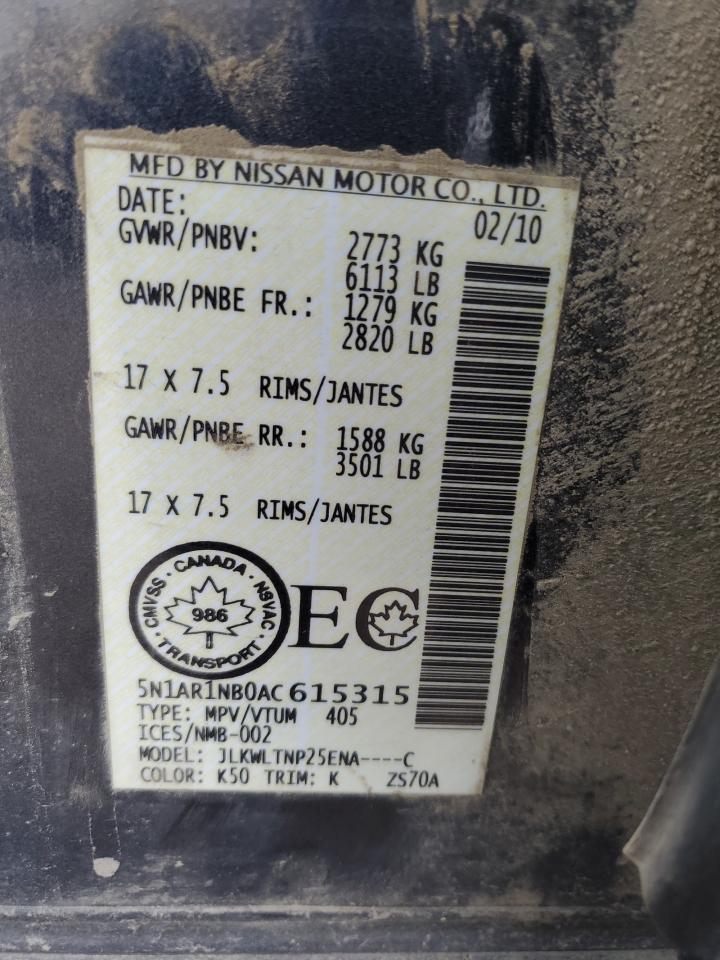 MFD BY NISSAN MOTOR CO., LTD.
DATE: 02/10
GVWR/PNBV: 2773 KG
6113 LB
GAWR/PNBE FR.: 1279 KG
2820 LB
17 X 7.5 RIMS/JANTES
GAWR/PNBE RR.: 1588 KG
3501 LB
17 X 7.5 RIMS/JANTES
CMVSS · CANADA · NSVAC
986
· TRANSPORT ·
EC
5N1AR1NB0AC615315
TYPE: MPV/VTUM 405
ICES/NMB-002
MODEL: JLKWLTNP25ENA----C
COLOR: K50 TRIM: K ZS70A